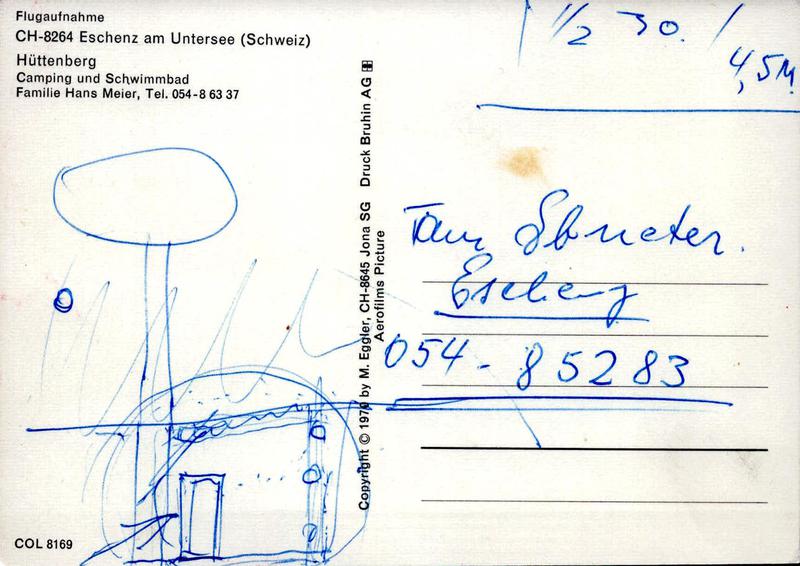 Flugaufnahme
CH-8264 Eschenz am Untersee (Schweiz)
Hüttenberg
Camping und Schwimmbad
Familie Hans Meier, Tel. 054-8 63 37
Copyright © 1970 by M. Eggler, CH-8645 Jona SG Druck Bruhin AG
Aerofilms Picture
1/2 30. /
4,5M
Eschenz
054-85283
COL 8169